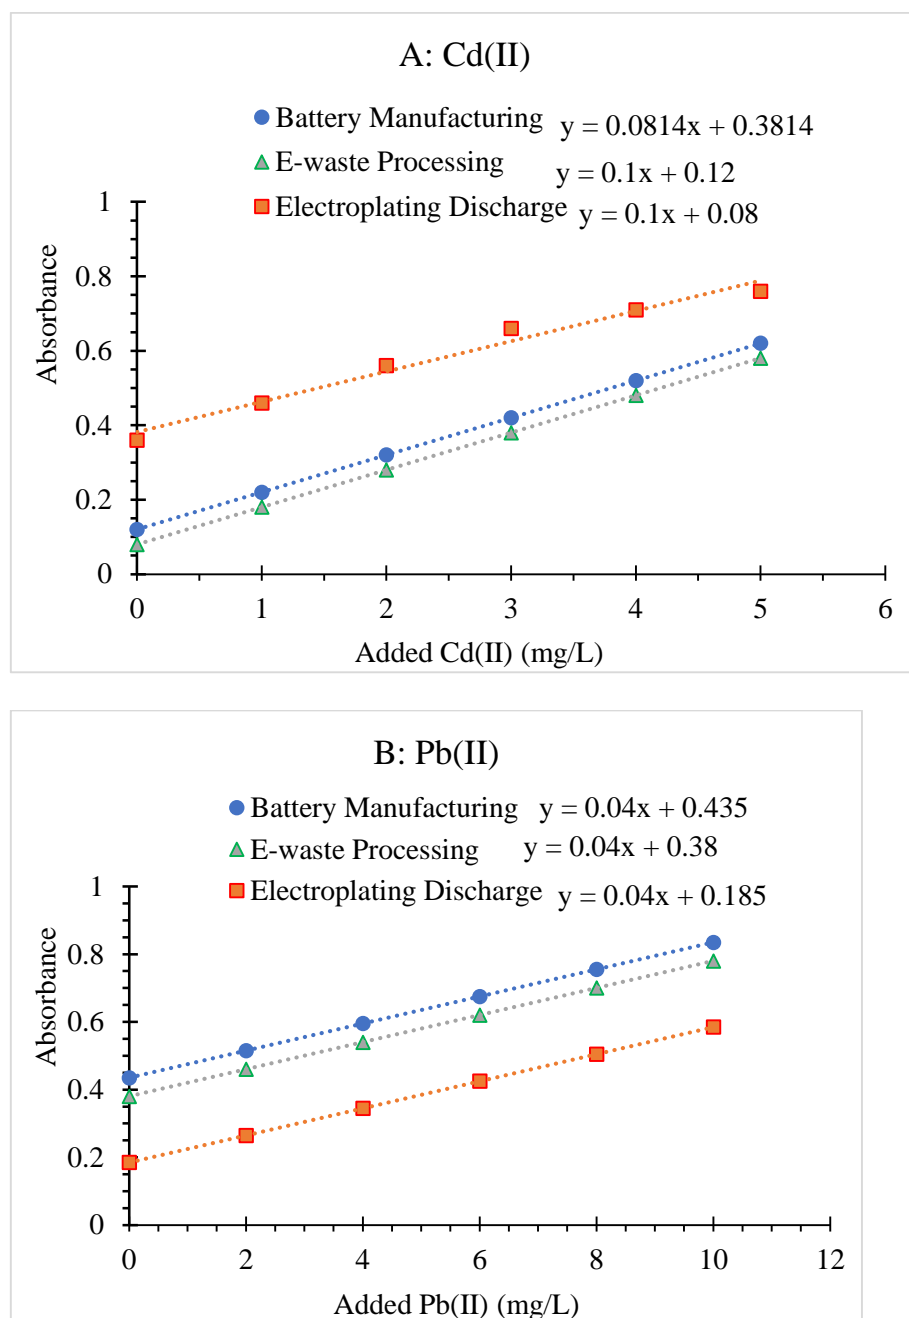 A: Cd(II)
Battery Manufacturing y = 0.0814x + 0.3814
E-waste Processing y = 0.1x + 0.12
Electroplating Discharge y = 0.1x + 0.08
1
0.8
0.6
0.4
0.2
0
Absorbance
0 1 2 3 4 5 6
Added Cd(II) (mg/L)
B: Pb(II)
Battery Manufacturing y = 0.04x + 0.435
E-waste Processing y = 0.04x + 0.38
Electroplating Discharge y = 0.04x + 0.185
1
0.8
0.6
0.4
0.2
0
Absorbance
0 2 4 6 8 10 12
Added Pb(II) (mg/L)